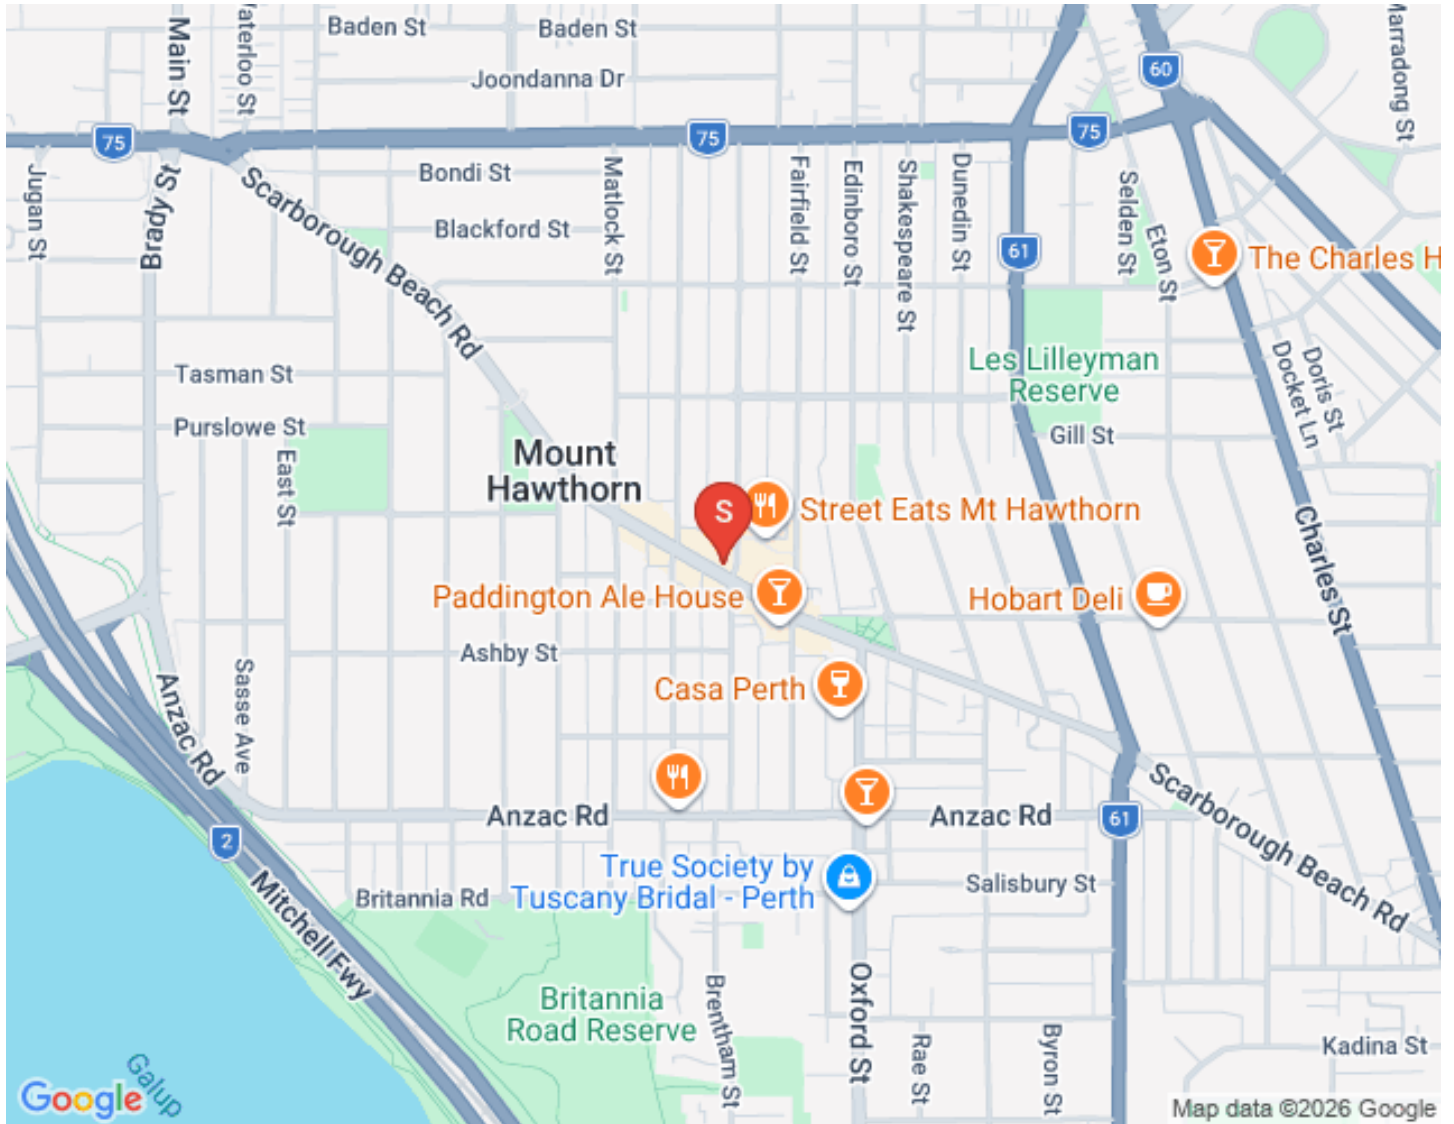 Baden St
Baden St
Main St
Joondanna Dr
60
75
75
75
Bondi St
Jugan St
Scarborough Beach Rd
Matlock St
Fairfield St
Edinboro St
Shakespeare St
Dunedin St
Selden St
Eton St
Marradong St
Blackford St
61
The Charles H
Tasman St
Les Lilleyman
Reserve
Doris St
Docket Ln
Purslowe St
East St
Gill St
Mount
Hawthorn
S
Street Eats Mt Hawthorn
Charles St
Paddington Ale House
Hobart Deli
Ashby St
Sasse Ave
Casa Perth
Anzac Rd
Anzac Rd
Anzac Rd
61
Scarborough Beach Rd
2
Mitchell Fwy
True Society by
Tuscany Bridal - Perth
Britannia Rd
Salisbury St
Britannia
Road Reserve
Brentham St
Oxford St
Rae St
Byron St
Kadina St
Galup
Google
Map data ©2026 Google